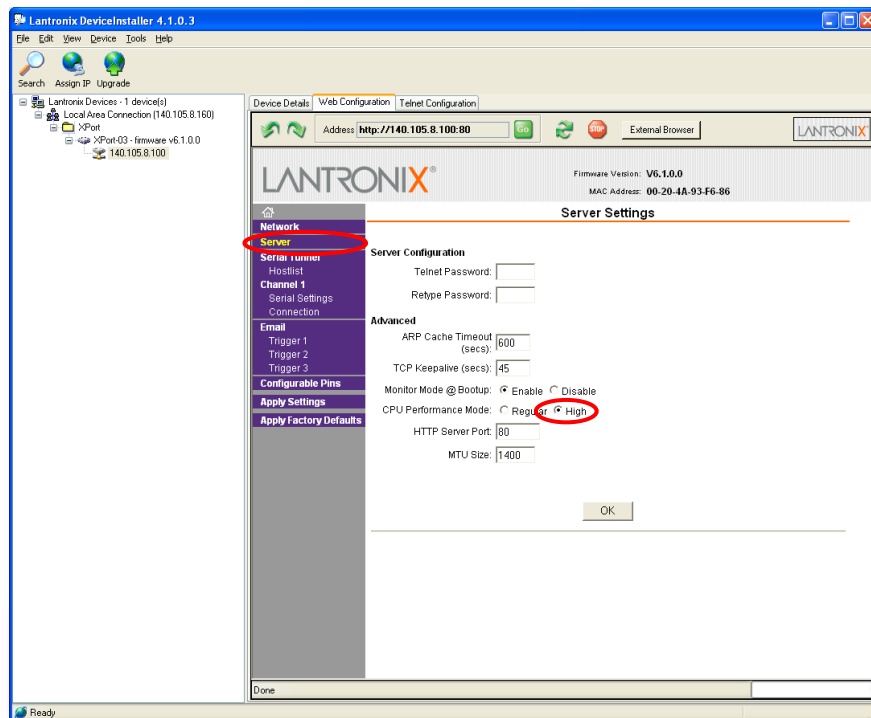 Lantronix DeviceInstaller 4.1.0.3
File Edit View Device Tools Help
Search Assign IP Upgrade
Lantronix Devices - 1 device(s)
Local Area Connection (140.105.8.160)
XPort
XPort-03 - firmware v6.1.0.0
140.105.8.100
Device Details Web Configuration Telnet Configuration
Address http://140.105.8.100:80 Go STOP External Browser LANTRONIX
LANTRONIX®
Firmware Version: V6.1.0.0
MAC Address: 00-20-4A-93-F6-86
Network
Server
Serial Tunnel
Hostlist
Channel 1
Serial Settings
Connection
Email
Trigger 1
Trigger 2
Trigger 3
Configurable Pins
Apply Settings
Apply Factory Defaults
Server Settings
Server Configuration
Telnet Password:
Retype Password:
Advanced
ARP Cache Timeout (secs): 600
TCP Keepalive (secs): 45
Monitor Mode @ Bootup: Enable Disable
CPU Performance Mode: Regular High
HTTP Server Port: 80
MTU Size: 1400
OK
Done
Ready